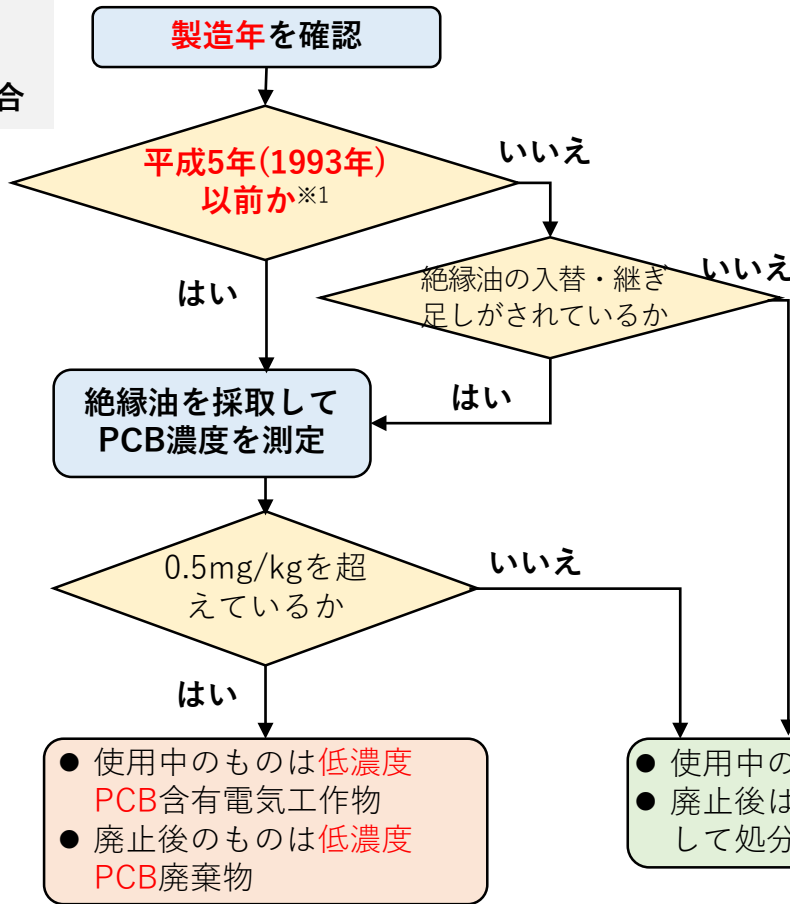 合
製造年を確認
平成5年(1993年)
以前か※1
いいえ
はい
絶縁油の入替・継ぎ
足しがされているか
いいえ
はい
絶縁油を採取して
PCB濃度を測定
0.5mg/kgを超
えているか
いいえ
はい
● 使用中のものは低濃度
PCB含有電気工作物
● 廃止後のものは低濃度
PCB廃棄物
● 使用中の
● 廃止後は
して処分